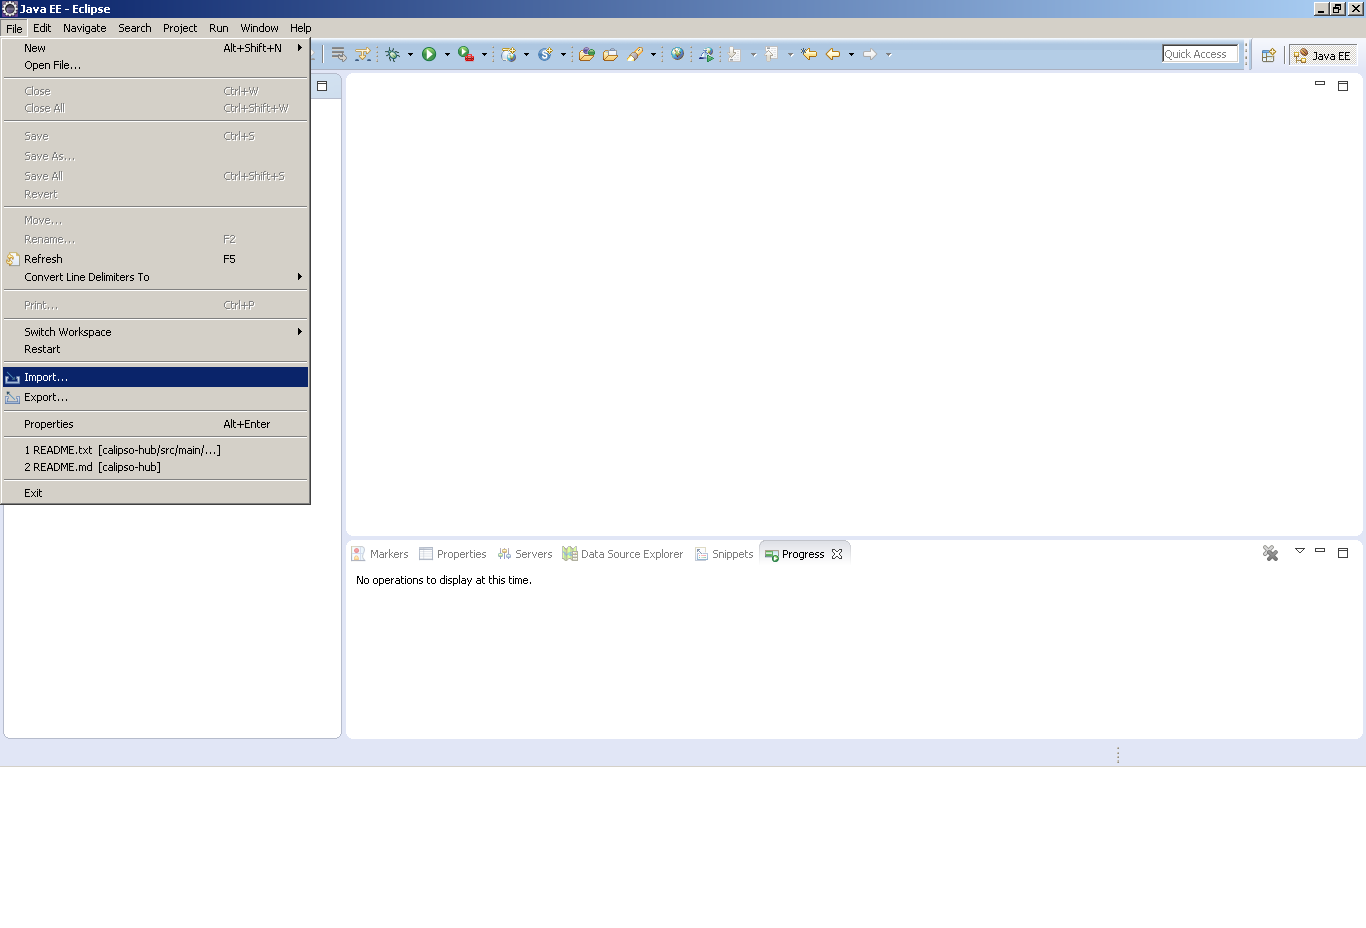 Java EE - Eclipse
File Edit Navigate Search Project Run Window Help
New Alt+Shift+N
Open File...
Close Ctrl+W
Close All Ctrl+Shift+W
Save Ctrl+S
Save As...
Save All Ctrl+Shift+S
Revert
Move...
Rename... F2
Refresh F5
Convert Line Delimiters To
Print... Ctrl+P
Switch Workspace
Restart
Import...
Export...
Properties Alt+Enter
1 README.txt [calipso-hub/src/main/...]
2 README.md [calipso-hub]
Exit
Quick Access
Java EE
Markers Properties Servers Data Source Explorer Snippets Progress
No operations to display at this time.